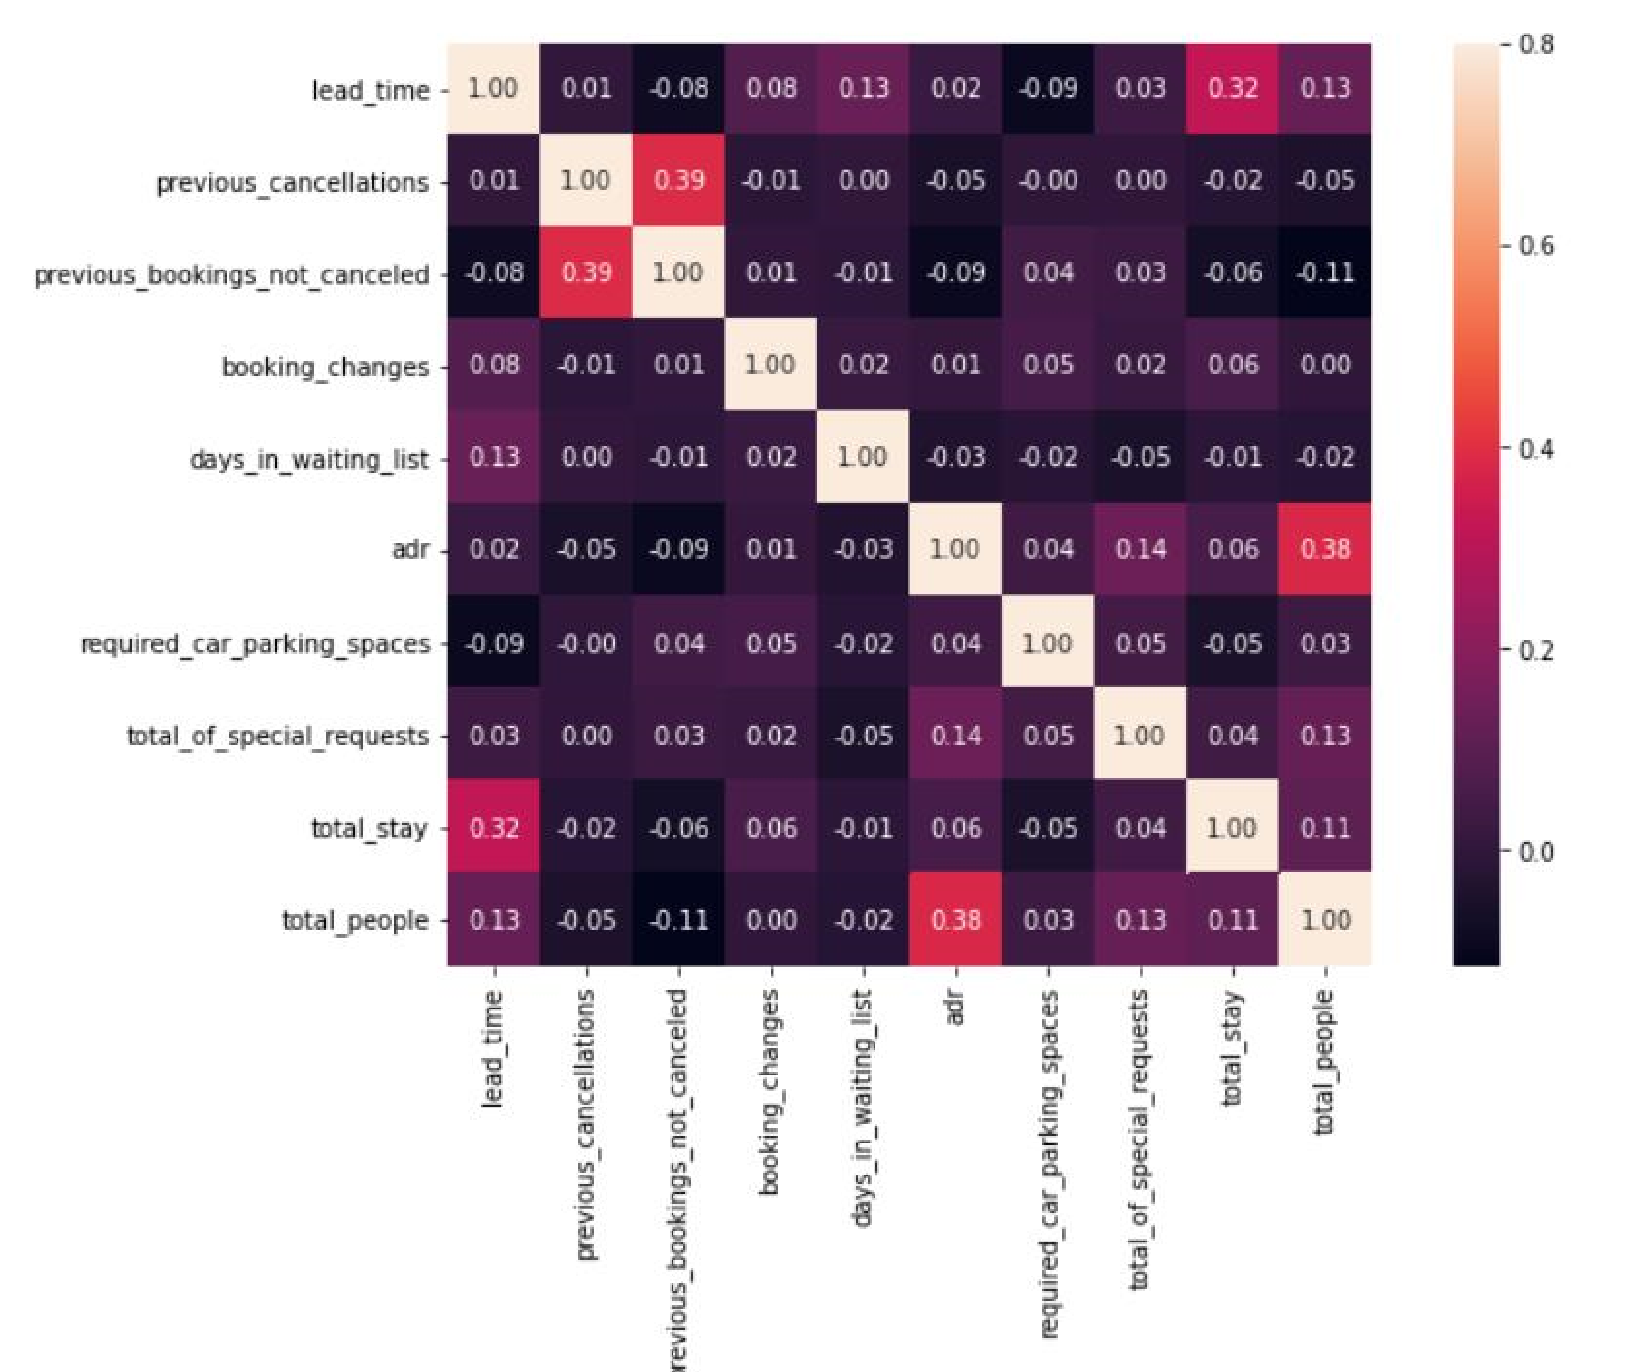 lead_time 1.00 0.01 -0.08 0.08 0.13 0.02 -0.09 0.03 0.32 0.13
previous_cancellations 0.01 1.00 0.39 -0.01 0.00 -0.05 -0.00 0.00 -0.02 -0.05
previous_bookings_not_canceled -0.08 0.39 1.00 0.01 -0.01 -0.09 0.04 0.03 -0.06 -0.11
booking_changes 0.08 -0.01 0.01 1.00 0.02 0.01 0.05 0.02 0.06 0.00
days_in_waiting_list 0.13 0.00 -0.01 0.02 1.00 -0.03 -0.02 -0.05 -0.01 -0.02
adr 0.02 -0.05 -0.09 0.01 -0.03 1.00 0.04 0.14 0.06 0.38
required_car_parking_spaces -0.09 -0.00 0.04 0.05 -0.02 0.04 1.00 0.05 -0.05 0.03
total_of_special_requests 0.03 0.00 0.03 0.02 -0.05 0.14 0.05 1.00 0.04 0.13
total_stay 0.32 -0.02 -0.06 0.06 -0.01 0.06 -0.05 0.04 1.00 0.11
total_people 0.13 -0.05 -0.11 0.00 -0.02 0.38 0.03 0.13 0.11 1.00
lead_time
previous_cancellations
revious_bookings_not_canceled
booking_changes
days_in_waiting_list
adr
required_car_parking_spaces
total_of_special_requests
total_stay
total_people
0.8
0.6
0.4
0.2
0.0